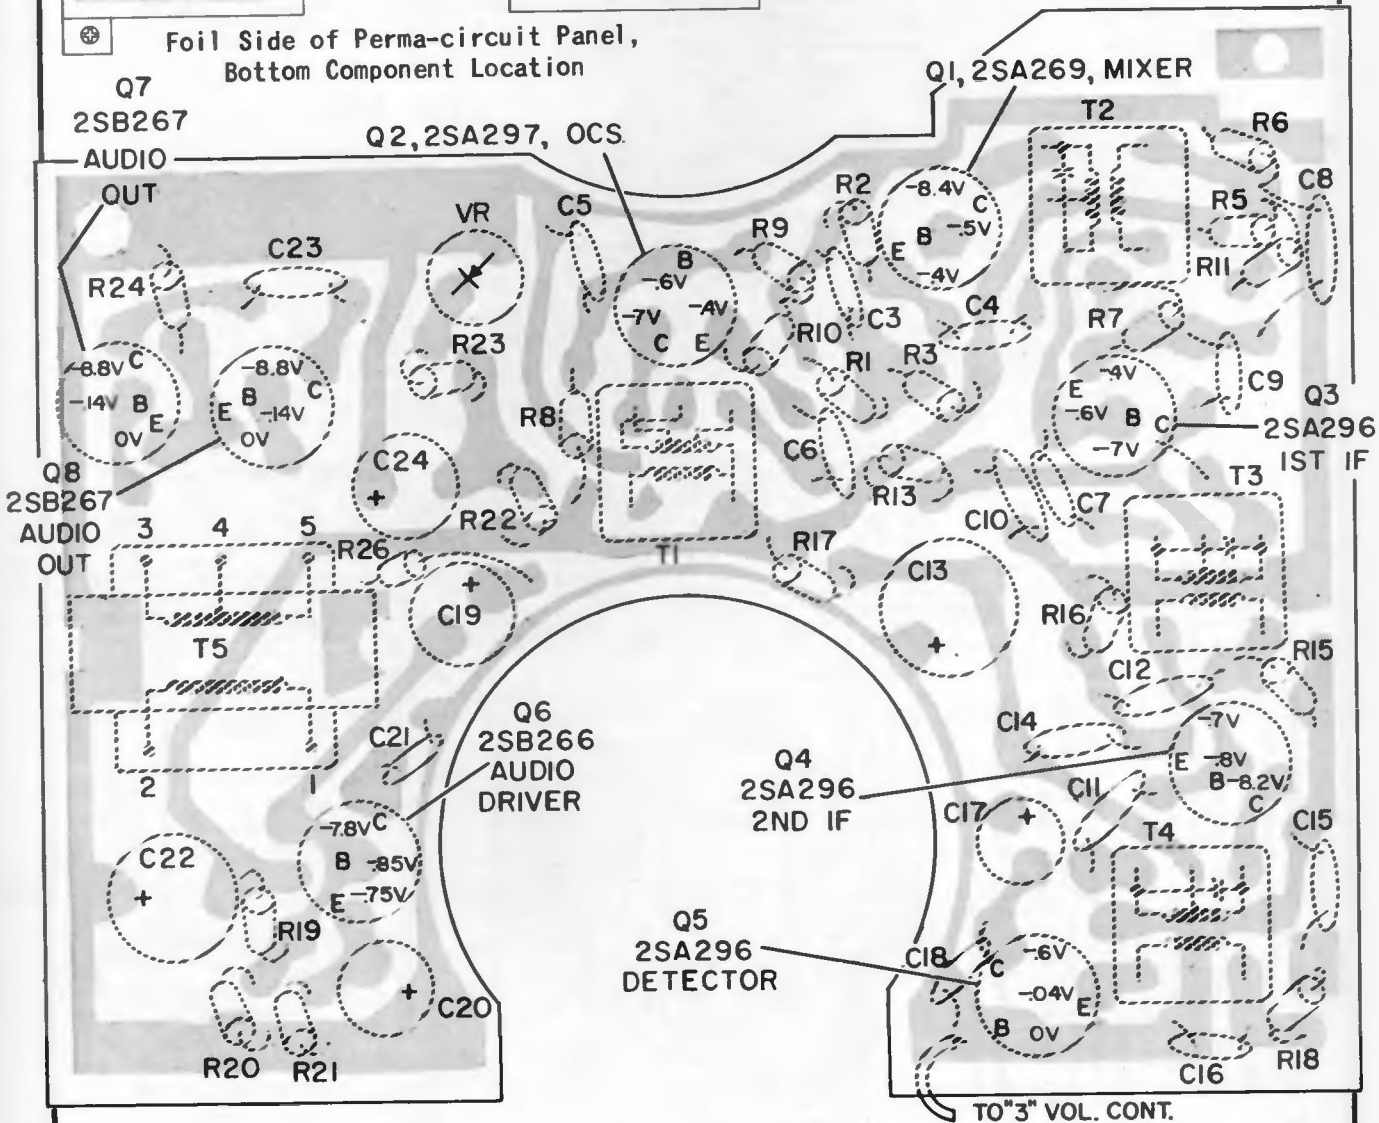 Foil Side of Perma-circuit Panel,
Bottom Component Location
Q7
2SB267
AUDIO
OUT
Q2, 2SA297, OCS.
Q1, 2SA269, MIXER
T2
R6
C8
R5
R11
R2
-8.4V
C
B
-.5V
E
-.4V
R9
C5
VR
C23
R24
B
-.6V
-.7V
-.4V
C
E
R10
C3
C4
R7
R23
R1
R3
C9
-8.8V
C
-.14V
B
E
0V
-8.8V
C
B
E
-.14V
0V
-.4V
E
-.6V
B
C
-.7V
Q3
2SA296
1ST IF
R8
C24
+
C6
R13
C10
C7
T3
Q8
2SB267
AUDIO
OUT
3
4
5
R22
R26
T1
R17
C13
+
C19
+
R16
T5
C12
R15
2
1
C21
Q6
2SB266
AUDIO
DRIVER
Q4
2SA296
2ND IF
C14
-.7V
E
-.8V
B
-8.2V
C
C11
C17
+
T4
C15
-7.8V
C
B
-.85V
E
-.75V
C22
+
R19
Q5
2SA296
DETECTOR
C18
C
-.6V
-.04V
E
B
0V
C20
+
R20
R21
C16
R18
TO "3" VOL. CONT.